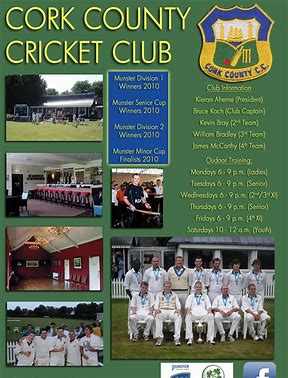 CORK COUNTY
CRICKET CLUB
CORK COUNTY C.C.
Munster Division 1
Winners 2010
Munster Senior Cup
Winners 2010
Munster Division 2
Winners 2010
Munster Minor Cup
Finalists 2010
Club Information
Kieran Aherne (President)
Bruce Koch (Club Captain)
Kevin Bray (2nd Team)
William Bradley (3rd Team)
James McCarthy (4th Team)
Outdoor Training:
Mondays 6 - 9 p.m. (Ladies)
Tuesdays 6 - 9 p.m. (Senior)
Wednesdays 6 - 9 p.m. (2nd/3rd XI)
Thursdays 6 - 9 p.m. (Senior)
Fridays 6 - 9 p.m. (4th XI)
Saturdays 10 - 12 a.m. (Youth)
MUNSTER
f